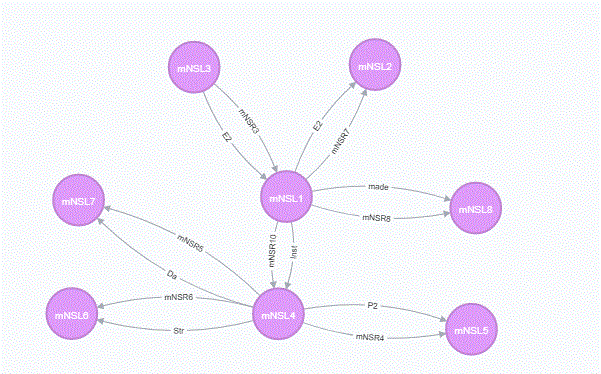 mNSL3
mNSL2
mNSR3
E2
E2
mNSR7
mNSL7
mNSL1
made
mNSL8
mNSR8
mNSR5
mNSR10
Inst
Da
mNSR6
P2
mNSL6
mNSL4
mNSL5
Str
mNSR4